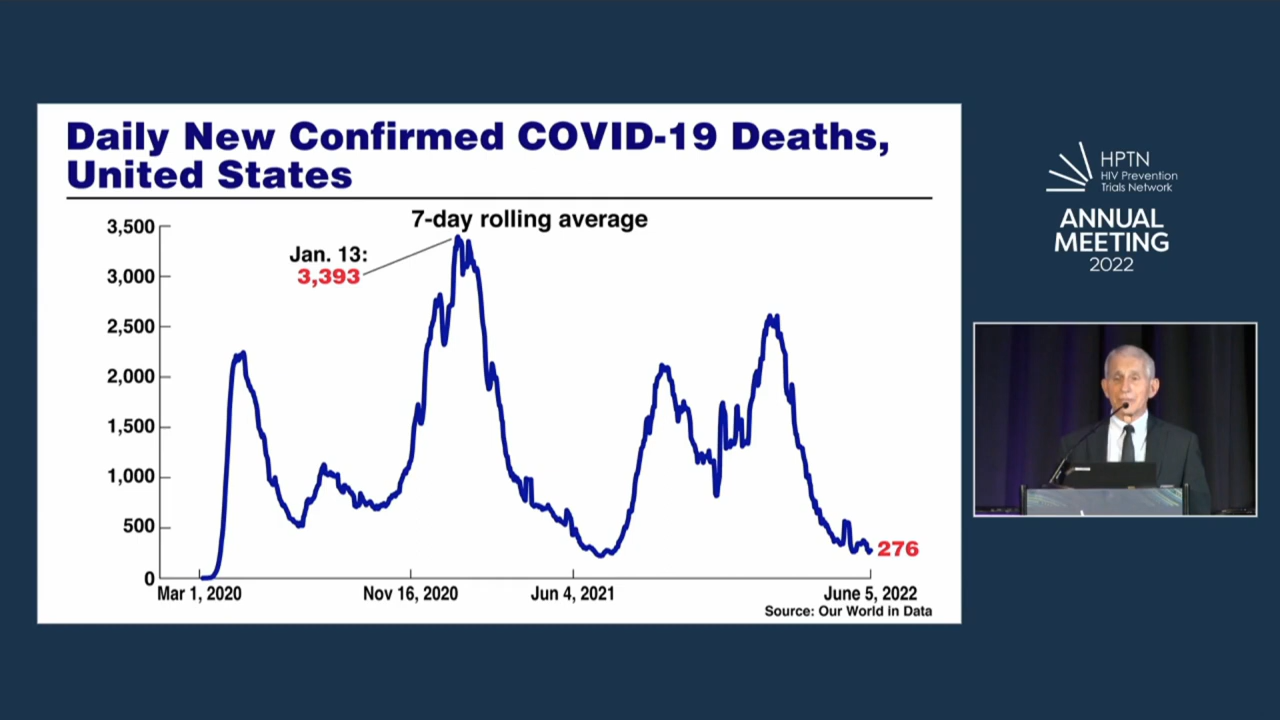 Daily New Confirmed COVID-19 Deaths,
United States
7-day rolling average
Jan. 13:
3,393
3,500
3,000
2,500
2,000
1,500
1,000
500
0
276
Mar 1, 2020
Nov 16, 2020
Jun 4, 2021
June 5, 2022
Source: Our World in Data
HPTN
HIV Prevention
Trials Network
ANNUAL
MEETING
2022